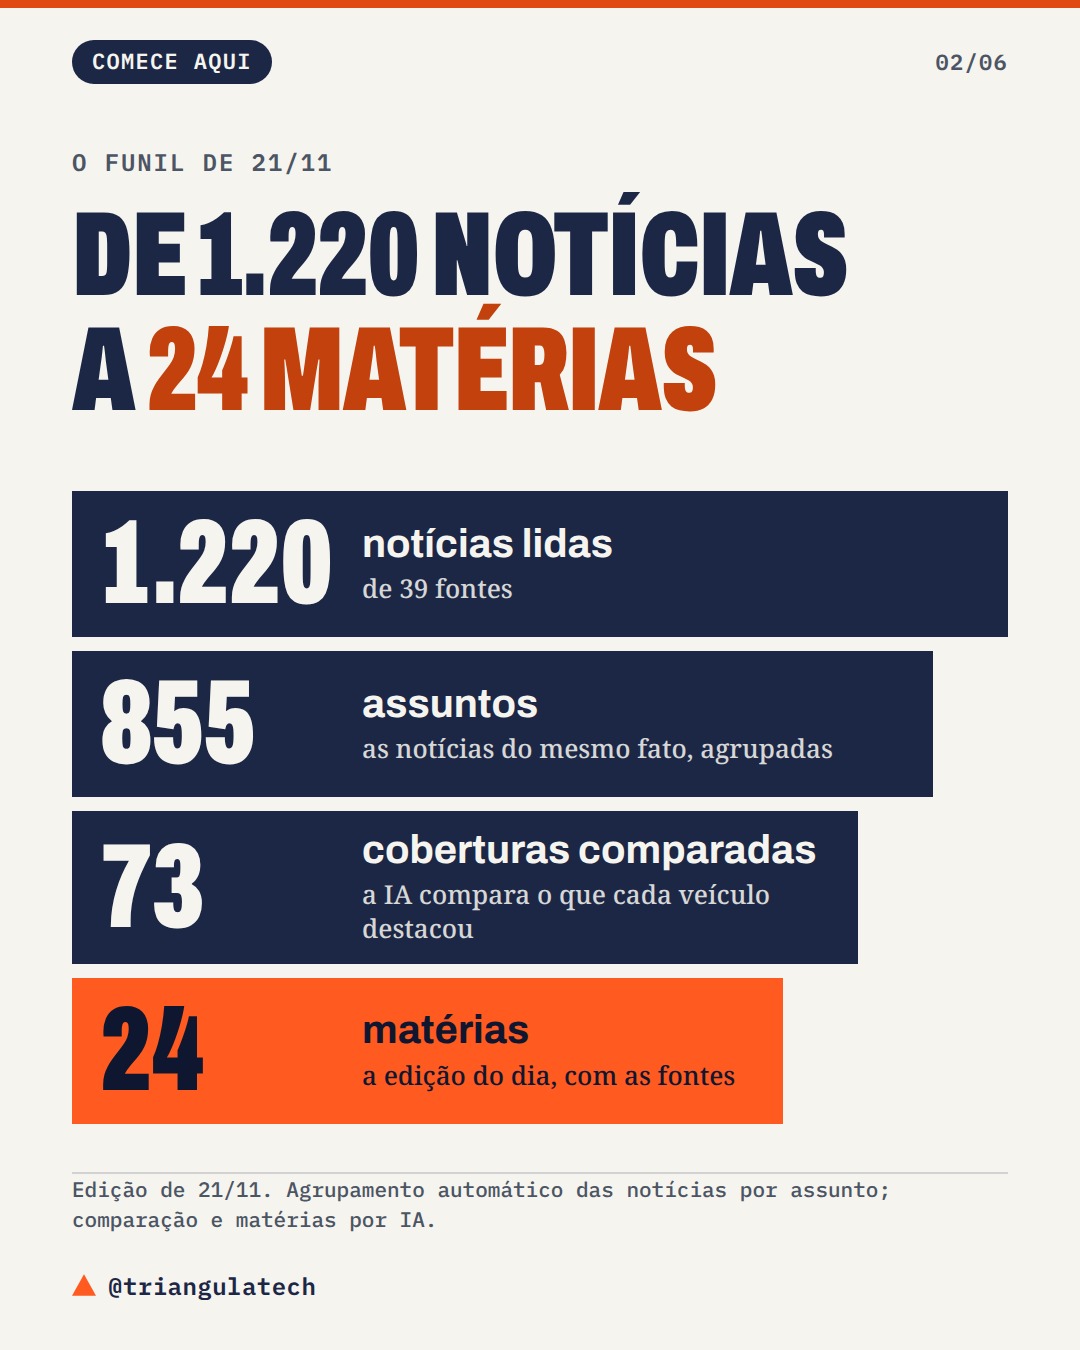 COMECE AQUI
02/06
O FUNIL DE 21/11
DE 1.220 NOTÍCIAS
A 24 MATÉRIAS
1.220
notícias lidas
de 39 fontes
855
assuntos
as notícias do mesmo fato, agrupadas
73
coberturas comparadas
a IA compara o que cada veículo
destacou
24
matérias
a edição do dia, com as fontes
Edição de 21/11. Agrupamento automático das notícias por assunto;
comparação e matérias por IA.
@triangulatech